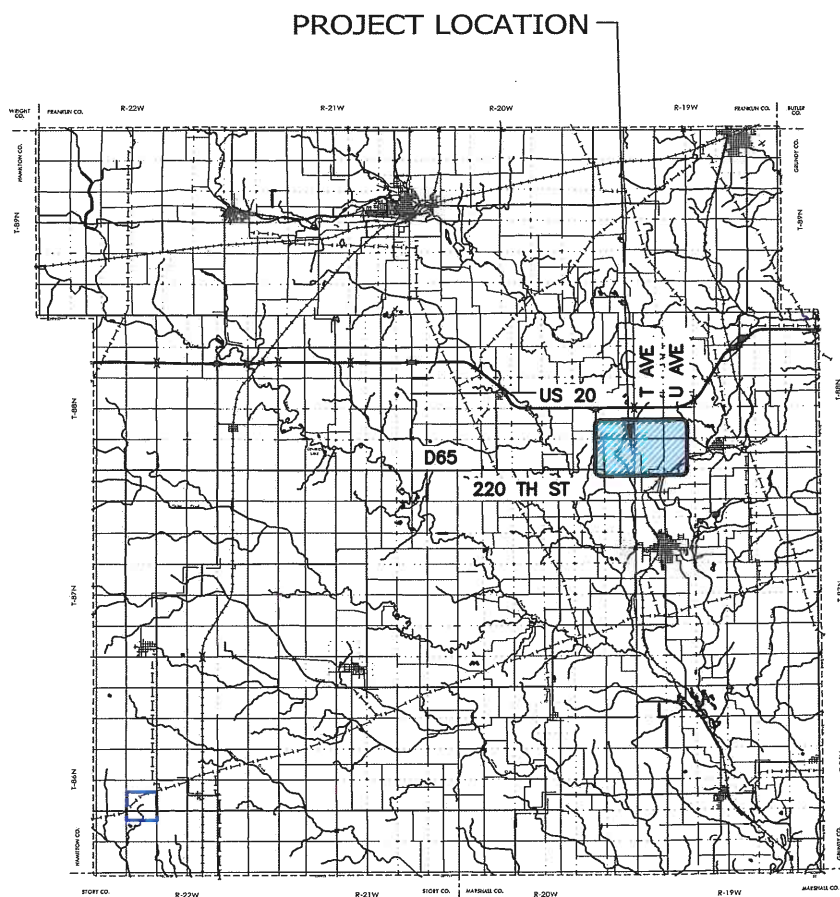 PROJECT LOCATION
WRIGHT CO.
FRANKLIN CO.
R-22W
R-21W
R-20W
R-19W
FRANKLIN CO.
BUTLER CO.
HAMILTON CO.
GRUNDY CO.
T-89N
T-89N
T AVE
U AVE
US 20
T-88N
T-88N
D65
220 TH ST
T-87N
T-86N
HAMILTON CO.
STORY CO.
R-22W
R-21W
STORY CO.
MARSHALL CO.
R-20W
R-19W
MARSHALL CO.